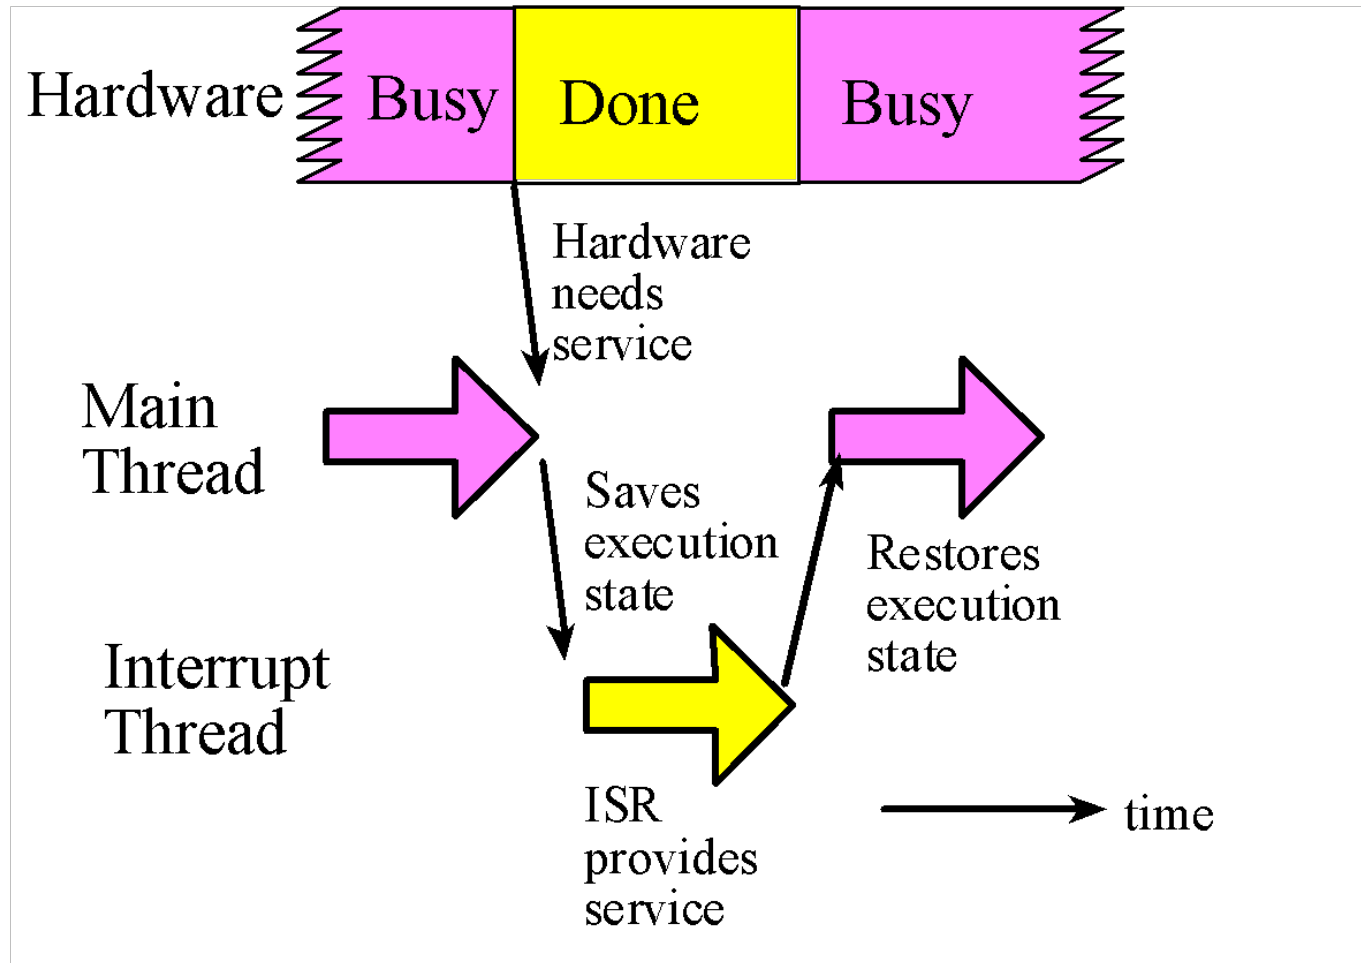 Hardware
Busy
Done
Busy
Hardware
needs
service
Main
Thread
Saves
execution
state
Restores
execution
state
Interrupt
Thread
ISR
provides
service
time